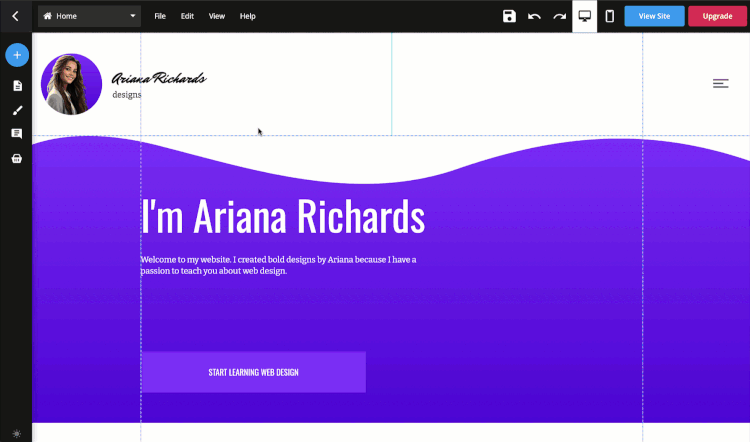 Home File Edit View Help View Site Upgrade
Ariana Richards
designs
I'm Ariana Richards
Welcome to my website. I created bold designs by Ariana because I have a
passion to teach you about web design.
START LEARNING WEB DESIGN